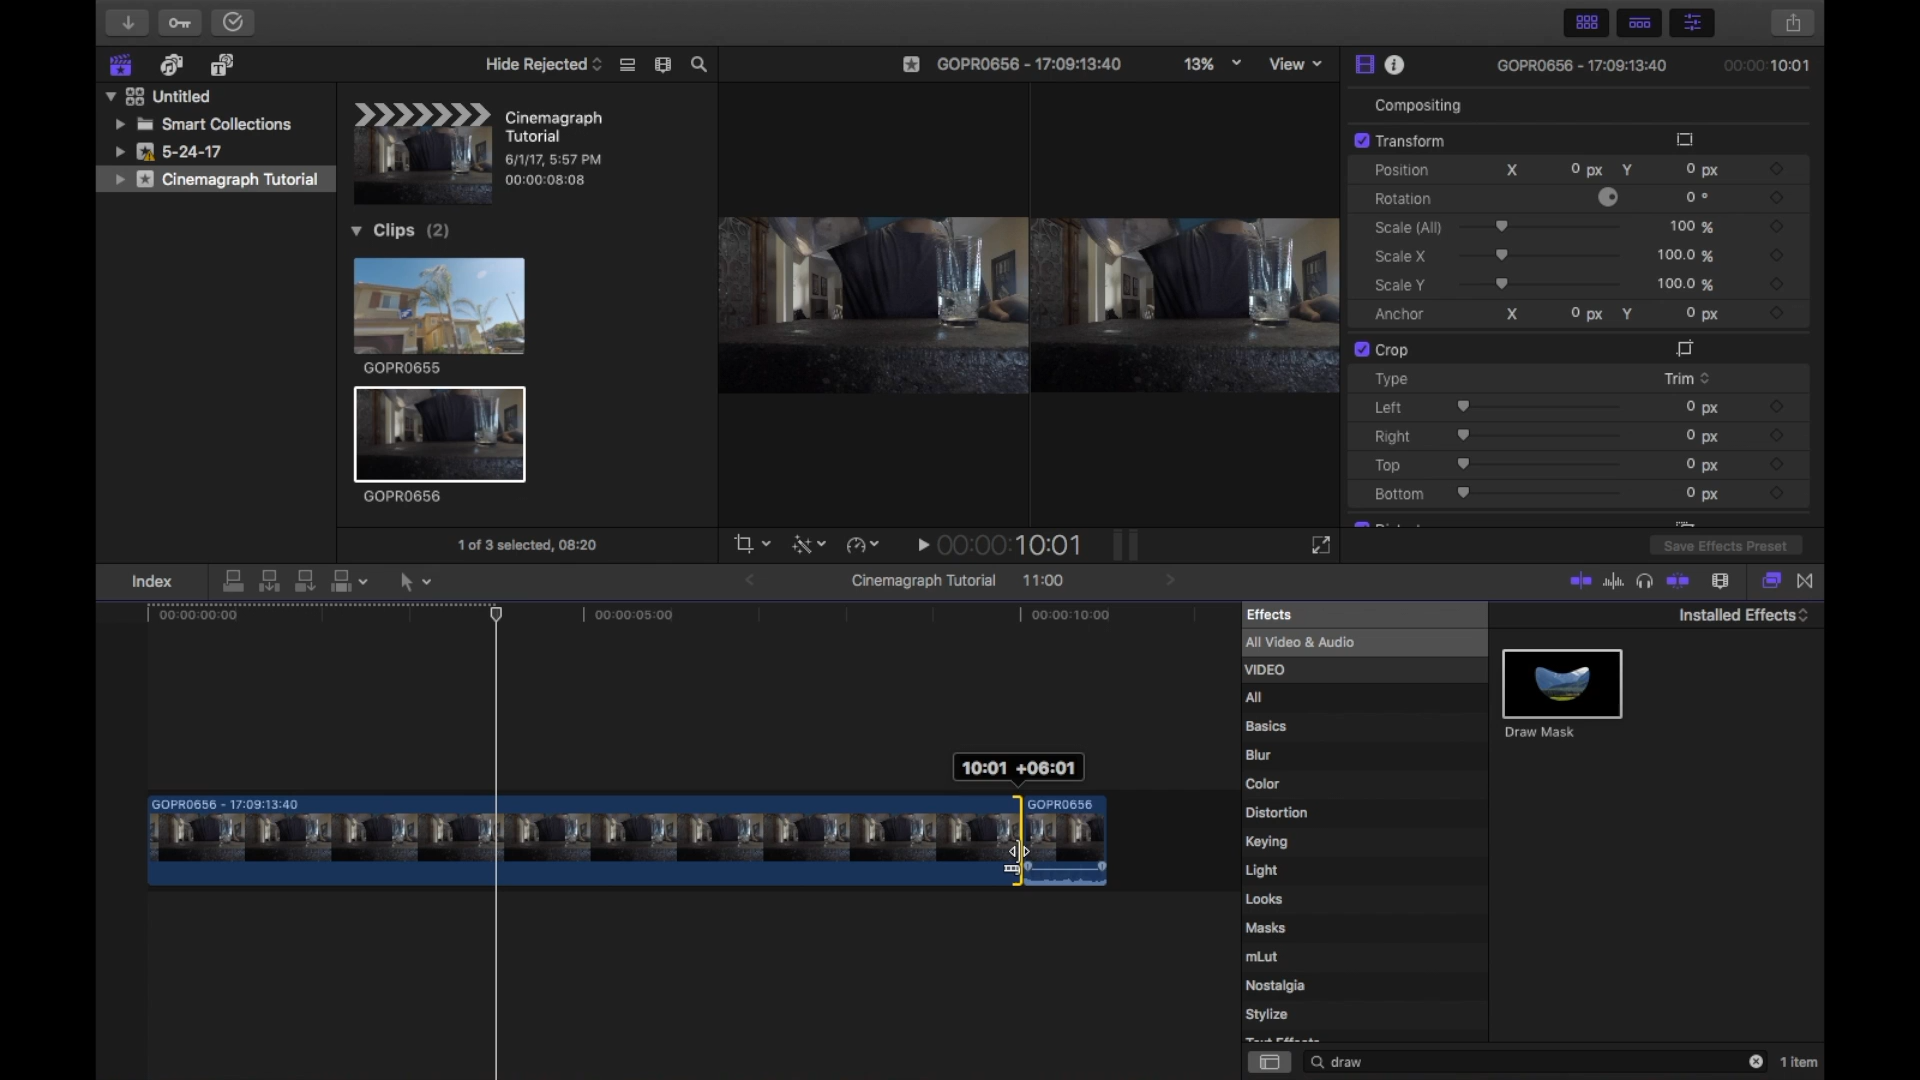 Hide Rejected
GOPR0656 - 17:09:13:40
13%
View
GOPR0656 - 17:09:13:40
00:00:10:01
Untitled
Smart Collections
5-24-17
Cinemagraph Tutorial
Cinemagraph
Tutorial
6/1/17, 5:57 PM
00:00:08:08
Clips (2)
GOPR0655
GOPR0656
1 of 3 selected, 08:20
00:00:10:01
Compositing
Transform
Position X 0 px Y 0 px
Rotation 0 °
Scale (All) 100 %
Scale X 100.0 %
Scale Y 100.0 %
Anchor X 0 px Y 0 px
Crop
Type Trim
Left 0 px
Right 0 px
Top 0 px
Bottom 0 px
Save Effects Preset
Index
Cinemagraph Tutorial 11:00
00:00:00:00
00:00:05:00
00:00:10:00
10:01 +06:01
GOPR0656 - 17:09:13:40
GOPR0656
Effects
Installed Effects
All Video & Audio
VIDEO
All
Basics
Blur
Color
Distortion
Keying
Light
Looks
Masks
mLut
Nostalgia
Stylize
Draw Mask
draw
1 item